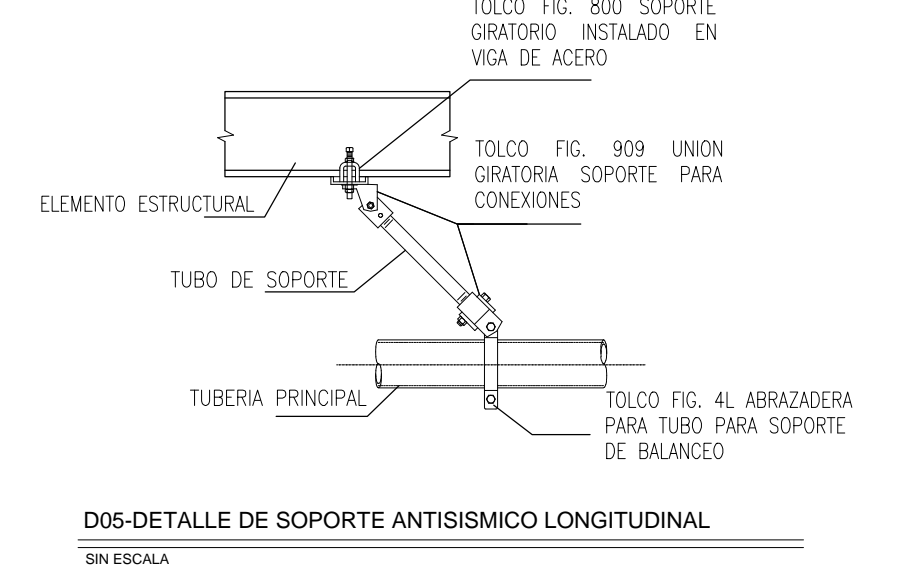 TOLCO FIG. 800 SOPORTE
GIRATORIO INSTALADO EN
VIGA DE ACERO
TOLCO FIG. 909 UNION
GIRATORIA SOPORTE PARA
CONEXIONES
ELEMENTO ESTRUCTURAL
TUBO DE SOPORTE
TUBERIA PRINCIPAL
TOLCO FIG. 4L ABRAZADERA
PARA TUBO PARA SOPORTE
DE BALANCEO
D05-DETALLE DE SOPORTE ANTISISMICO LONGITUDINAL
SIN ESCALA